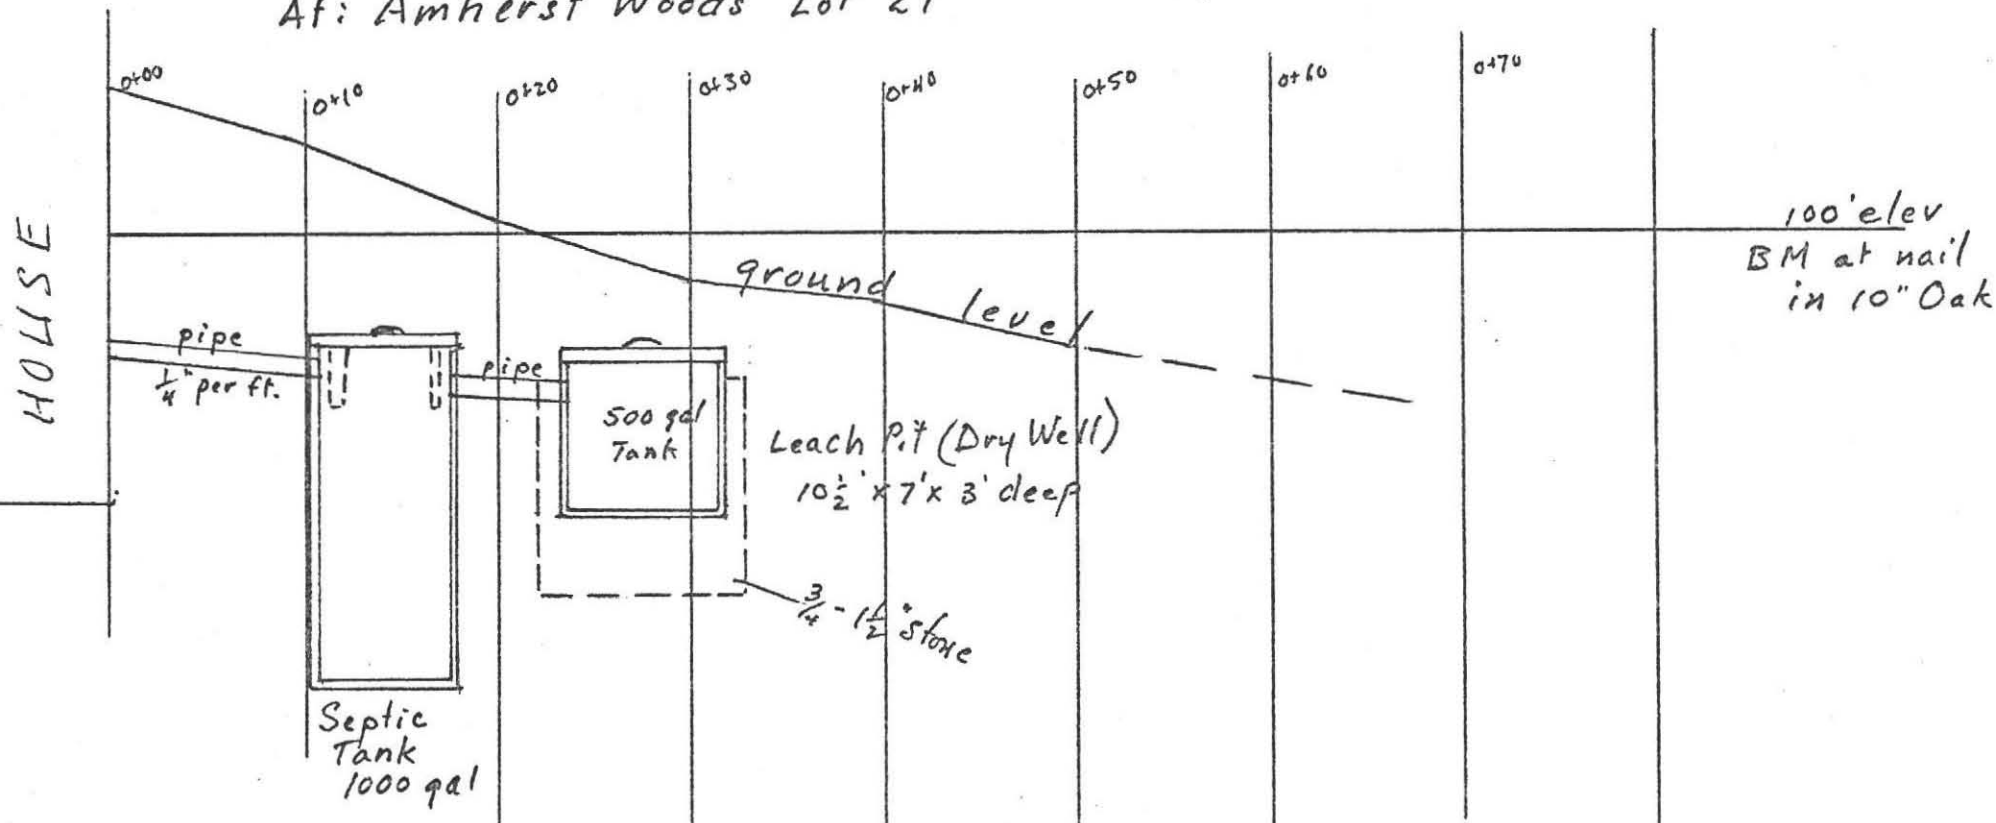 At: Amherst Woods Lot 27
0+00
0+10
0+20
0+30
0+40
0+50
0+60
0+70
100' elev
BM at nail
in 10" Oak
HOUSE
ground level
pipe
1/4" per ft.
pipe
500 gal
Tank
Leach Pit (Dry Well)
10 1/2' x 7' x 3' deep
3/4 - 1 1/2" stone
Septic
Tank
1000 gal